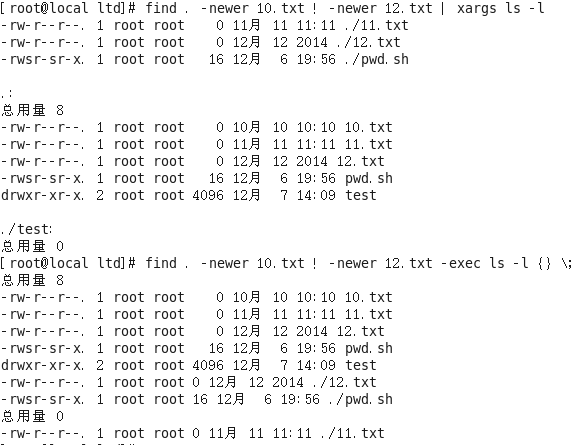 [root@local ltd]# find . -newer 10.txt ! -newer 12.txt | xargs ls -l
-rw-r--r--. 1 root root    0 11月 11 11:11 ./11.txt
-rw-r--r--. 1 root root    0 12月 12 2014 ./12.txt
-rwsr-sr-x. 1 root root   16 12月  6 19:56 ./pwd.sh
.:
总用量 8
-rw-r--r--. 1 root root    0 10月 10 10:10 10.txt
-rw-r--r--. 1 root root    0 11月 11 11:11 11.txt
-rw-r--r--. 1 root root    0 12月 12 2014 12.txt
-rwsr-sr-x. 1 root root   16 12月  6 19:56 pwd.sh
drwxr-xr-x. 2 root root 4096 12月  7 14:09 test
./test:
总用量 0
[root@local ltd]# find . -newer 10.txt ! -newer 12.txt -exec ls -l {} \;
总用量 8
-rw-r--r--. 1 root root    0 10月 10 10:10 10.txt
-rw-r--r--. 1 root root    0 11月 11 11:11 11.txt
-rw-r--r--. 1 root root    0 12月 12 2014 12.txt
-rwsr-sr-x. 1 root root   16 12月  6 19:56 pwd.sh
drwxr-xr-x. 2 root root 4096 12月  7 14:09 test
-rw-r--r--. 1 root root 0 12月 12 2014 ./12.txt
-rwsr-sr-x. 1 root root 16 12月  6 19:56 ./pwd.sh
总用量 0
-rw-r--r--. 1 root root 0 11月 11 11:11 ./11.txt